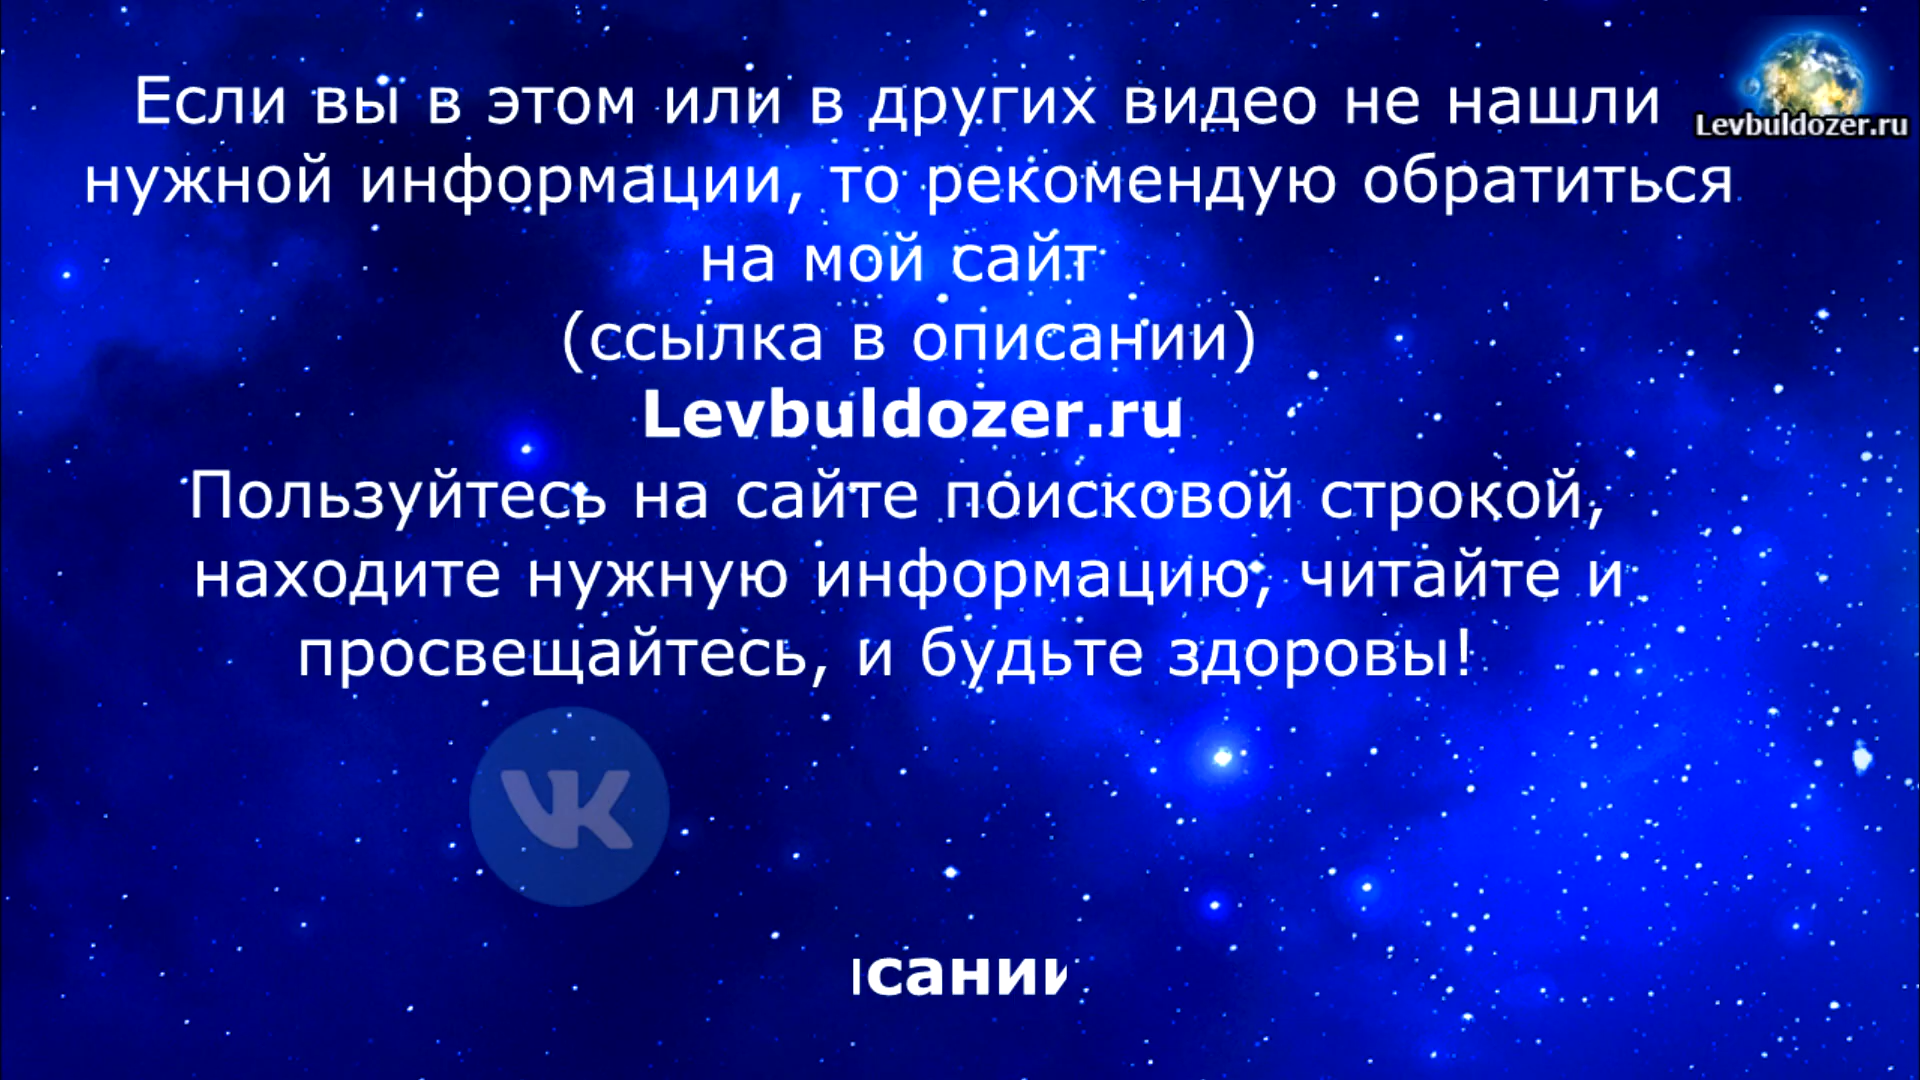 Если вы в этом или в других видео не нашли
Levbuldozer.ru
нужной информации, то рекомендую обратиться
на мой сайт
(ссылка в описании)
Levbuldozer.ru
Пользуйтесь на сайте поисковой строкой,
находите нужную информацию, читайте и
просвещайтесь, и будьте здоровы!
VK